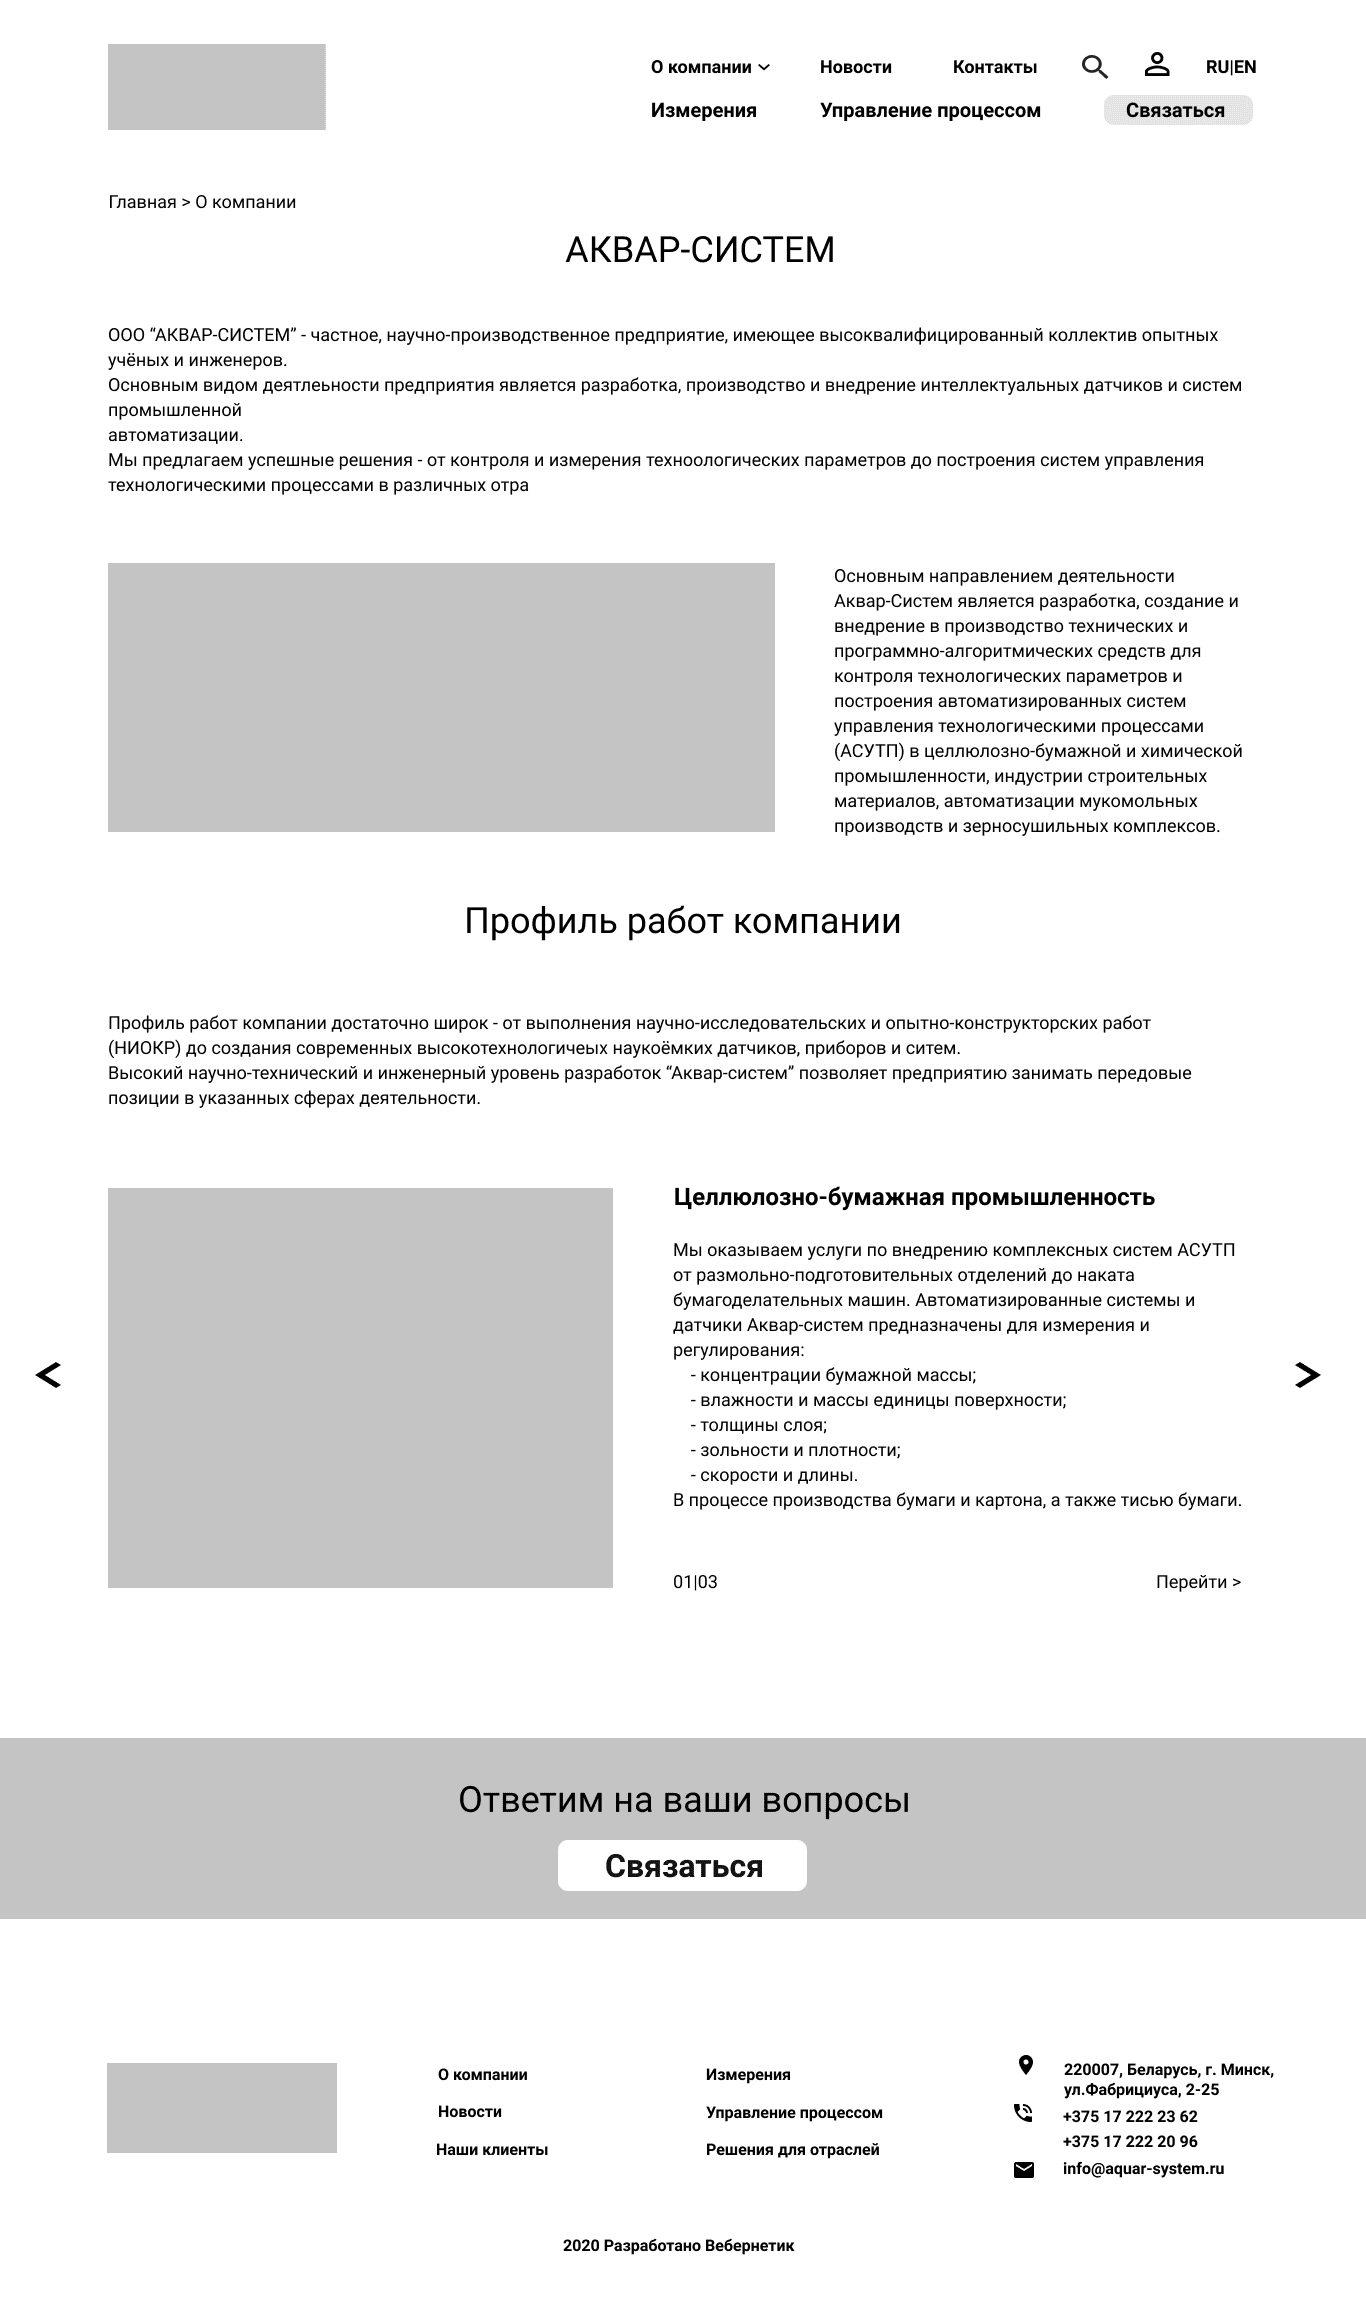 О компании Новости Контакты RU|EN
Измерения Управление процессом Связаться
Главная > О компании
АКВАР-СИСТЕМ
ООО “АКВАР-СИСТЕМ” - частное, научно-производственное предприятие, имеющее высоквалифицированный коллектив опытных
учёных и инженеров.
Основным видом деятлеьности предприятия является разработка, производство и внедрение интеллектуальных датчиков и систем
промышленной
автоматизации.
Мы предлагаем успешные решения - от контроля и измерения техноологических параметров до построения систем управления
технологическими процессами в различных отра
Основным направлением деятельности
Аквар-Систем является разработка, создание и
внедрение в производство технических и
программно-алгоритмических средств для
контроля технологических параметров и
построения автоматизированных систем
управления технологическими процессами
(АСУТП) в целлюлозно-бумажной и химической
промышленности, индустрии строительных
материалов, автоматизации мукомольных
производств и зерносушильных комплексов.
Профиль работ компании
Профиль работ компании достаточно широк - от выполнения научно-исследовательских и опытно-конструкторских работ
(НИОКР) до создания современных высокотехнологичеых наукоёмких датчиков, приборов и ситем.
Высокий научно-технический и инженерный уровень разработок “Аквар-систем” позволяет предприятию занимать передовые
позиции в указанных сферах деятельности.
Целлюлозно-бумажная промышленность
Мы оказываем услуги по внедрению комплексных систем АСУТП
от размольно-подготовительных отделений до наката
бумагоделательных машин. Автоматизированные системы и
датчики Аквар-систем предназначены для измерения и
регулирования:
- концентрации бумажной массы;
- влажности и массы единицы поверхности;
- толщины слоя;
- зольности и плотности;
- скорости и длины.
В процессе производства бумаги и картона, а также тисью бумаги.
01|03 Перейти >
Ответим на ваши вопросы
Связаться
О компании
Новости
Наши клиенты
Измерения
Управление процессом
Решения для отраслей
220007, Беларусь, г. Минск,
ул.Фабрициуса, 2-25
+375 17 222 23 62
+375 17 222 20 96
info@aquar-system.ru
2020 Разработано Вебернетик